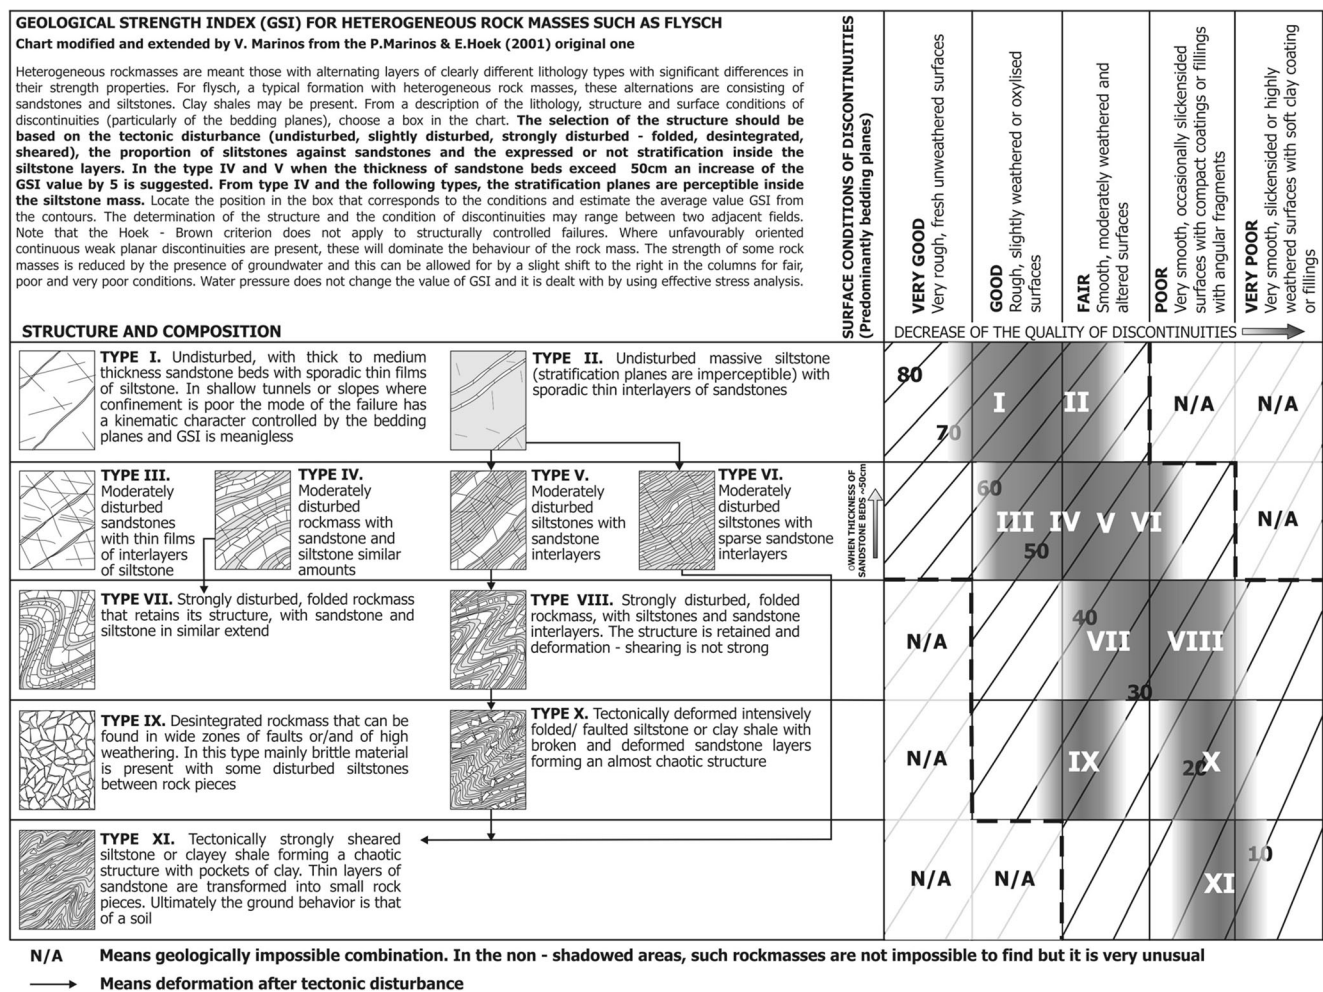 GEOLOGICAL STRENGTH INDEX (GSI) FOR HETEROGENEOUS ROCK MASSES SUCH AS FLYSCH
Chart modified and extended by V. Marinos from the P.Marinos & E.Hoek (2001) original one
Heterogeneous rockmasses are meant those with alternating layers of clearly different lithology types with significant differences in
their strength properties. For flysch, a typical formation with heterogeneous rock masses, these alternations are consisting of
sandstones and siltstones. Clay shales may be present. From a description of the lithology, structure and surface conditions of
discontinuities (particularly of the bedding planes), choose a box in the chart. The selection of the structure should be
based on the tectonic disturbance (undisturbed, slightly disturbed, strongly disturbed - folded, desintegrated,
sheared), the proportion of slitstones against sandstones and the expressed or not stratification inside the
siltstone layers. In the type IV and V when the thickness of sandstone beds exceed 50cm an increase of the
GSI value by 5 is suggested. From type IV and the following types, the stratification planes are perceptible inside
the siltstone mass. Locate the position in the box that corresponds to the conditions and estimate the average value GSI from
the contours. The determination of the structure and the condition of discontinuities may range between two adjacent fields.
Note that the Hoek - Brown criterion does not apply to structurally controlled failures. Where unfavourably oriented
continuous weak planar discontinuities are present, these will dominate the behaviour of the rock mass. The strength of some rock
masses is reduced by the presence of groundwater and this can be allowed for by a slight shift to the right in the columns for fair,
poor and very poor conditions. Water pressure does not change the value of GSI and it is dealt with by using effective stress analysis.
STRUCTURE AND COMPOSITION
SURFACE CONDITIONS OF DISCONTINUITIES
(Predominantly bedding planes)
VERY GOOD
Very rough, fresh unweathered surfaces
GOOD
Rough, slightly weathered or oxylised
surfaces
FAIR
Smooth, moderately weathered and
altered surfaces
POOR
Very smooth, occasionally slickensided
surfaces with compact coatings or fillings
with angular fragments
VERY POOR
Very smooth, slickensided or highly
weathered surfaces with soft clay coating
or fillings
DECREASE OF THE QUALITY OF DISCONTINUITIES
TYPE I. Undisturbed, with thick to medium
thickness sandstone beds with sporadic thin films
of siltstone. In shallow tunnels or slopes where
confinement is poor the mode of the failure has
a kinematic character controlled by the bedding
planes and GSI is meanigless
TYPE II. Undisturbed massive siltstone
(stratification planes are imperceptible) with
sporadic thin interlayers of sandstones
80
70
I
II
N/A
N/A
TYPE III.
Moderately
disturbed
sandstones
with thin films
of interlayers
of siltstone
TYPE IV.
Moderately
disturbed
rockmass with
sandstone and
siltstone similar
amounts
TYPE V.
Moderately
disturbed
siltstones with
sandstone
interlayers
TYPE VI.
Moderately
disturbed
siltstones with
sparse sandstone
interlayers
○WHEN THICKNESS OF
SANDSTONE BEDS ~50cm
60
III
IV
V
VI
50
N/A
TYPE VII. Strongly disturbed, folded rockmass
that retains its structure, with sandstone and
siltstone in similar extend
TYPE VIII. Strongly disturbed, folded
rockmass, with siltstones and sandstone
interlayers. The structure is retained and
deformation - shearing is not strong
N/A
40
VII
VIII
30
TYPE IX. Desintegrated rockmass that can be
found in wide zones of faults or/and of high
weathering. In this type mainly brittle material
is present with some disturbed siltstones
between rock pieces
TYPE X. Tectonically deformed intensively
folded/ faulted siltstone or clay shale with
broken and deformed sandstone layers
forming an almost chaotic structure
N/A
IX
20
X
TYPE XI. Tectonically strongly sheared
siltstone or clayey shale forming a chaotic
structure with pockets of clay. Thin layers of
sandstone are transformed into small rock
pieces. Ultimately the ground behavior is that
of a soil
N/A
N/A
10
XI
N/A Means geologically impossible combination. In the non - shadowed areas, such rockmasses are not impossible to find but it is very unusual
Means deformation after tectonic disturbance